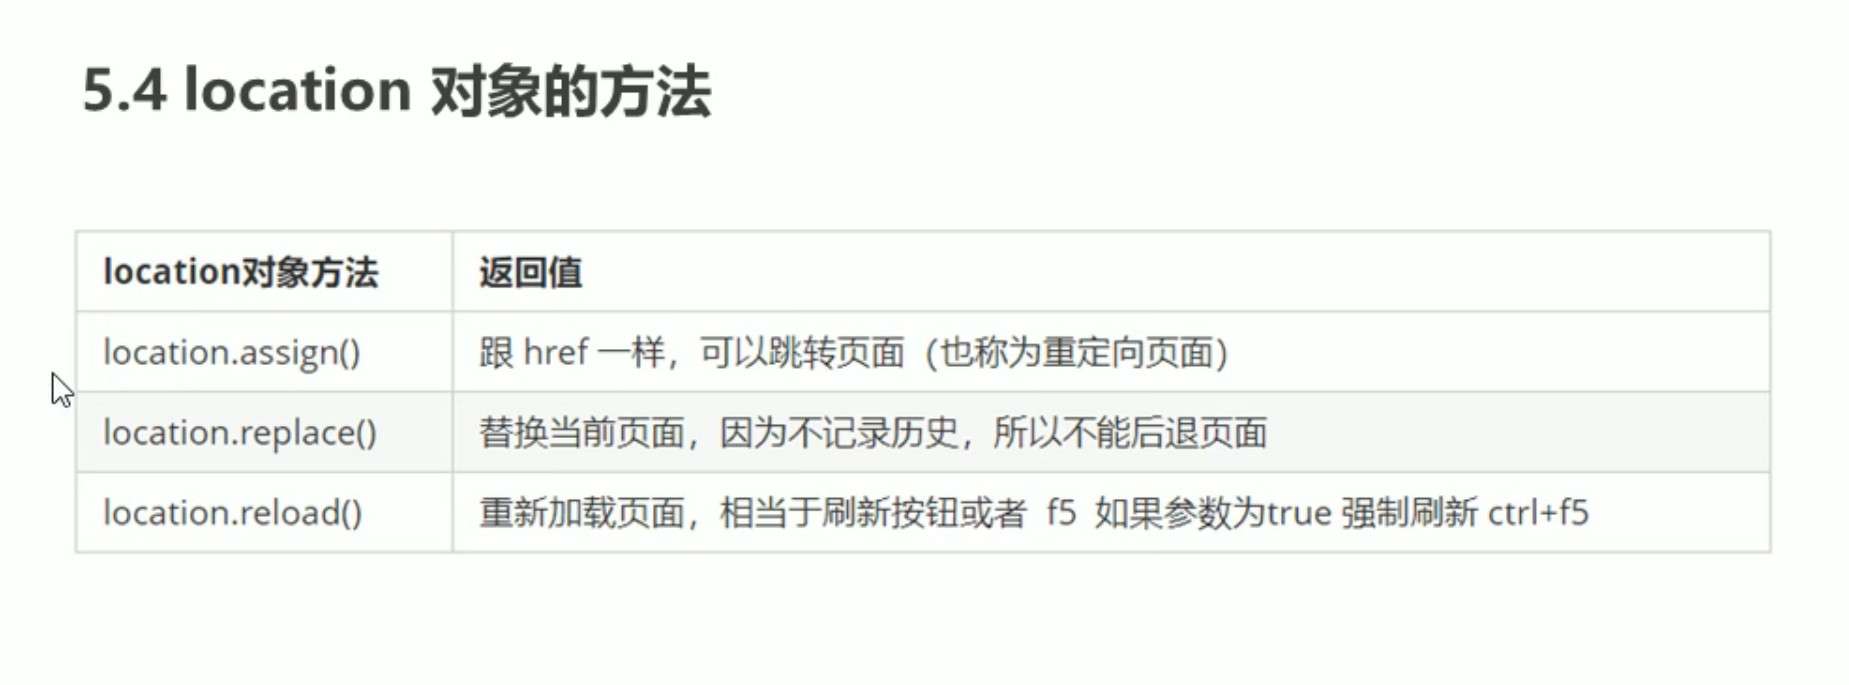 5.4 location 对象的方法
location对象方法 返回值
location.assign() 跟 href 一样，可以跳转页面（也称为重定向页面）
location.replace() 替换当前页面，因为不记录历史，所以不能后退页面
location.reload() 重新加载页面，相当于刷新按钮或者 f5 如果参数为true 强制刷新 ctrl+f5